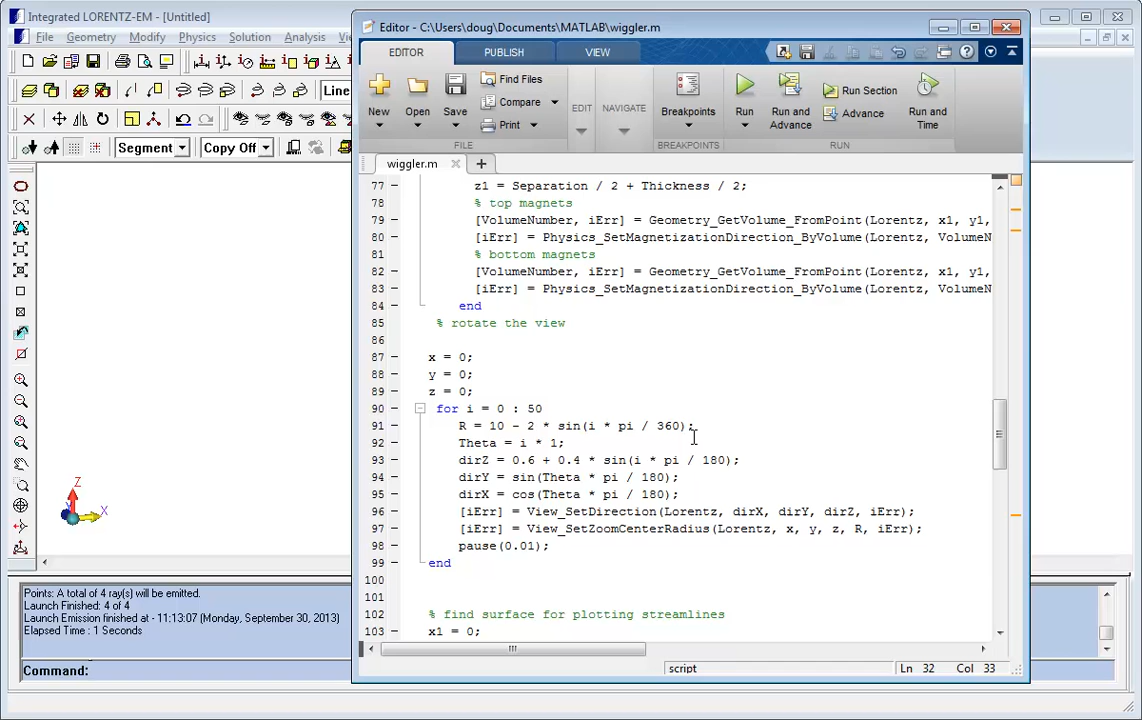 Integrated LORENTZ-EM - [Untitled]
File Geometry Modify Physics Solution Analysis
Line
Segment Copy Off
Z
X
Points: A total of 4 ray(s) will be emitted.
Launch Finished: 4 of 4
Launch Emission finished at - 11:13:07 (Monday, September 30, 2013)
Elapsed Time : 1 Seconds
Command:
Editor - C:\Users\doug\Documents\MATLAB\wiggler.m
EDITOR PUBLISH VIEW
New Open Save Find Files Compare Print EDIT NAVIGATE Breakpoints Run Run and Advance Run Section Advance Run and Time
FILE BREAKPOINTS RUN
wiggler.m
77 z1 = Separation / 2 + Thickness / 2;
78 % top magnets
79 [VolumeNumber, iErr] = Geometry_GetVolume_FromPoint(Lorentz, x1, y1,
80 [iErr] = Physics_SetMagnetizationDirection_ByVolume(Lorentz, VolumeN
81 % bottom magnets
82 [VolumeNumber, iErr] = Geometry_GetVolume_FromPoint(Lorentz, x1, y1,
83 [iErr] = Physics_SetMagnetizationDirection_ByVolume(Lorentz, VolumeN
84 end
85 % rotate the view
86
87 x = 0;
88 y = 0;
89 z = 0;
90 for i = 0 : 50
91 R = 10 - 2 * sin(i * pi / 360);
92 Theta = i * 1;
93 dirZ = 0.6 + 0.4 * sin(i * pi / 180);
94 dirY = sin(Theta * pi / 180);
95 dirX = cos(Theta * pi / 180);
96 [iErr] = View_SetDirection(Lorentz, dirX, dirY, dirZ, iErr);
97 [iErr] = View_SetZoomCenterRadius(Lorentz, x, y, z, R, iErr);
98 pause(0.01);
99 end
100
101
102 % find surface for plotting streamlines
103 x1 = 0;
script Ln 32 Col 33